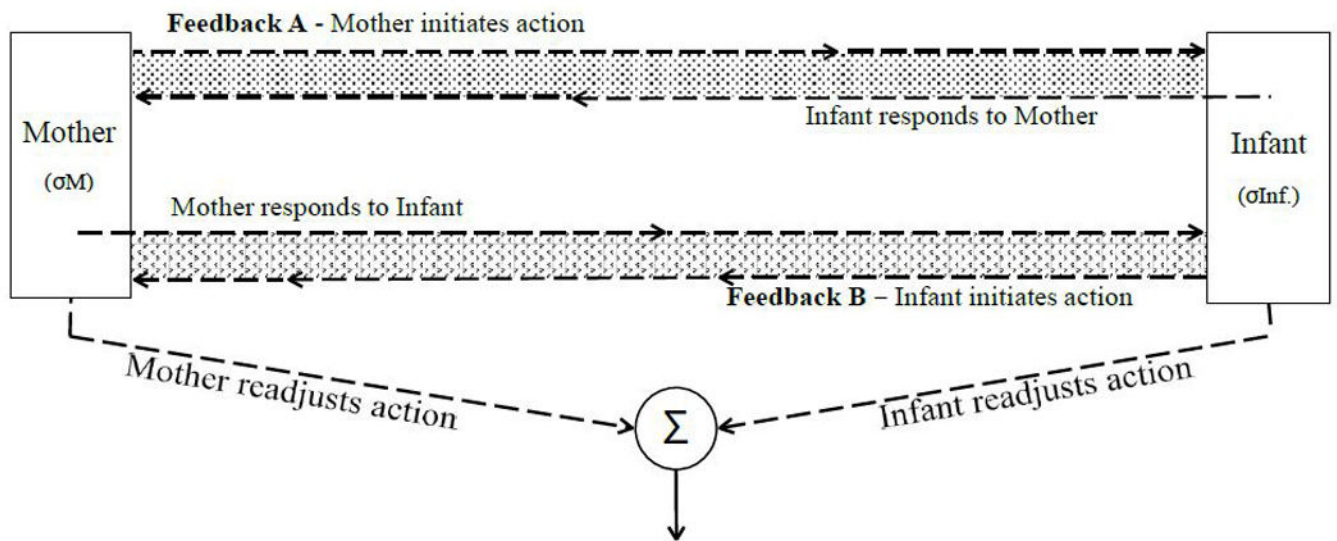 Feedback A - Mother initiates action
Infant responds to Mother
Mother
(σM)
Infant
(σInf.)
Mother responds to Infant
Feedback B – Infant initiates action
Mother readjusts action
Infant readjusts action
Σ